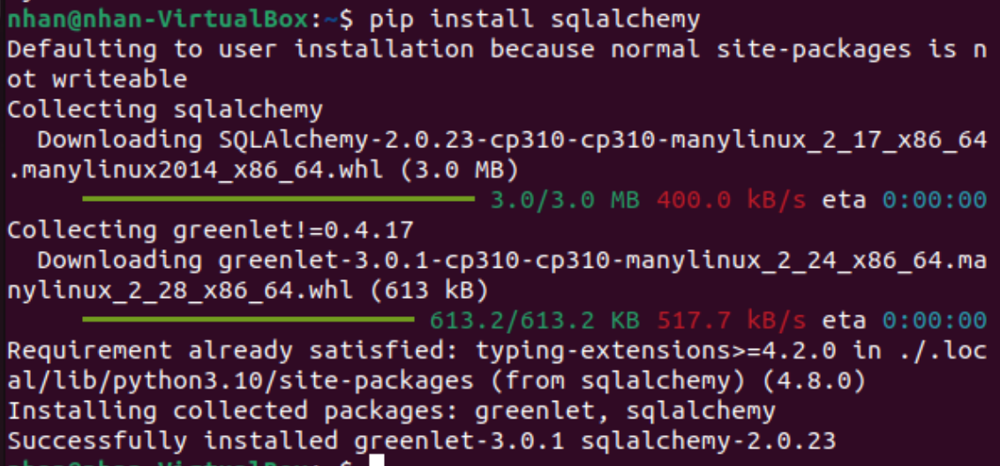 nhan@nhan-VirtualBox:~$ pip install sqlalchemy
Defaulting to user installation because normal site-packages is n
ot writeable
Collecting sqlalchemy
  Downloading SQLAlchemy-2.0.23-cp310-cp310-manylinux_2_17_x86_64
.manylinux2014_x86_64.whl (3.0 MB)
3.0/3.0 MB 400.0 kB/s eta 0:00:00
Collecting greenlet!=0.4.17
  Downloading greenlet-3.0.1-cp310-cp310-manylinux_2_24_x86_64.ma
nylinux_2_28_x86_64.whl (613 kB)
613.2/613.2 KB 517.7 kB/s eta 0:00:00
Requirement already satisfied: typing-extensions>=4.2.0 in ./.loc
al/lib/python3.10/site-packages (from sqlalchemy) (4.8.0)
Installing collected packages: greenlet, sqlalchemy
Successfully installed greenlet-3.0.1 sqlalchemy-2.0.23